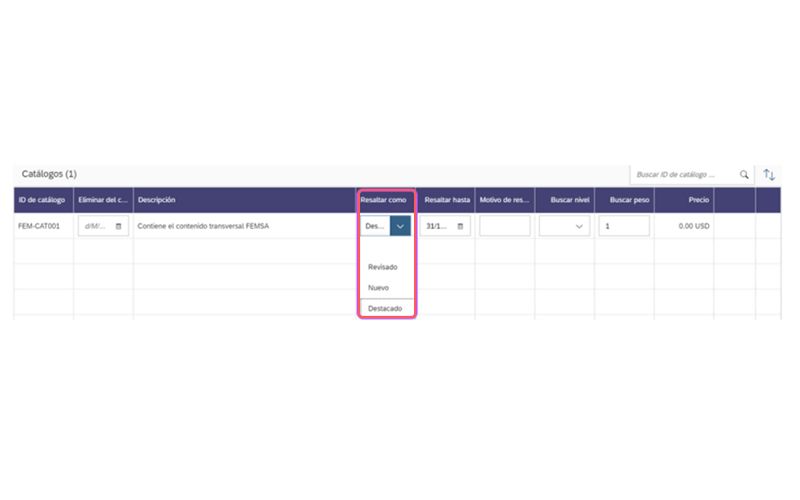 Catálogos (1)
Buscar ID de catálogo ...
ID de catálogo Eliminar del c... Descripción Resaltar como Resaltar hasta Motivo de res... Buscar nivel Buscar peso Precio
FEM-CAT001 d/M/... Contiene el contenido transversal FEMSA Des... 31/1... 1 0.00 USD
Revisado
Nuevo
Destacado